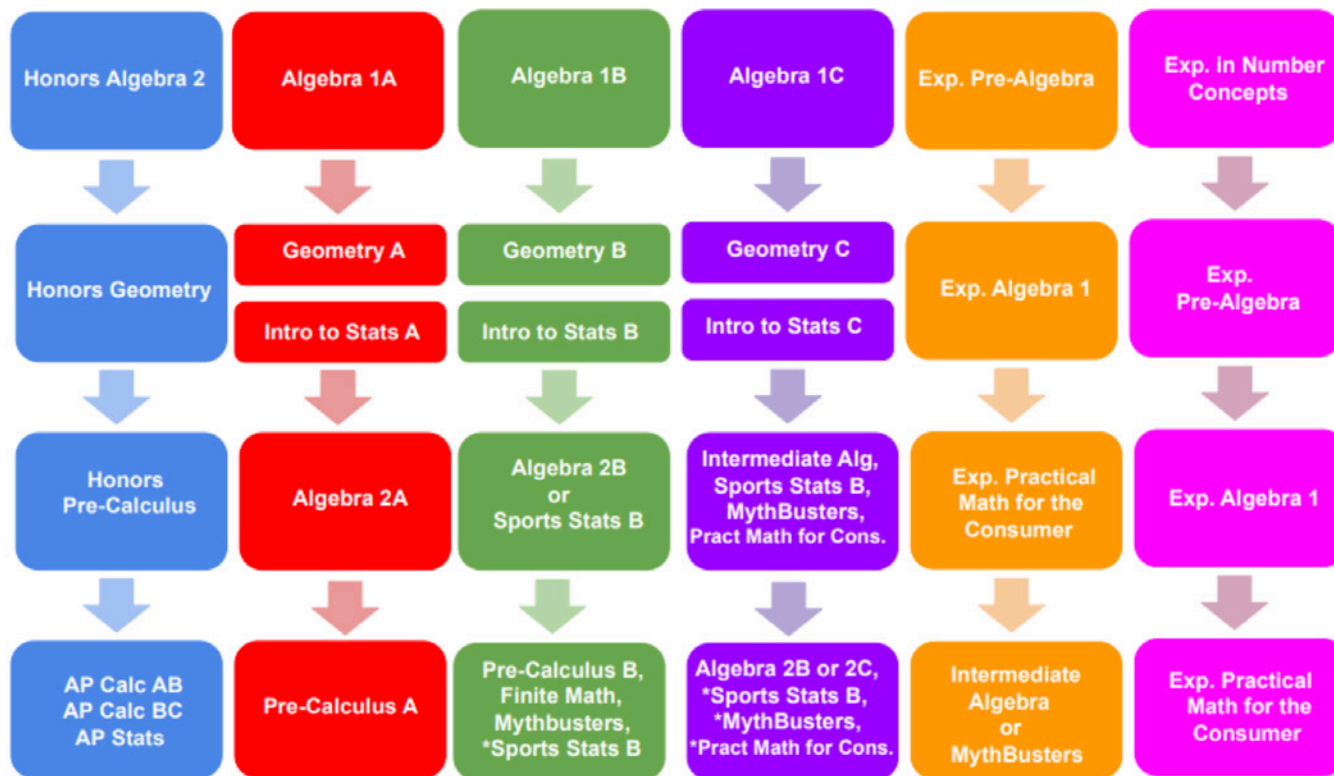 Honors Algebra 2
Algebra 1A
Algebra 1B
Algebra 1C
Exp. Pre-Algebra
Exp. in Number
Concepts
Honors Geometry
Geometry A
Intro to Stats A
Geometry B
Intro to Stats B
Geometry C
Intro to Stats C
Exp. Algebra 1
Exp.
Pre-Algebra
Honors
Pre-Calculus
Algebra 2A
Algebra 2B
or
Sports Stats B
Intermediate Alg,
Sports Stats B,
MythBusters,
Pract Math for Cons.
Exp. Practical
Math for the
Consumer
Exp. Algebra 1
AP Calc AB
AP Calc BC
AP Stats
Pre-Calculus A
Pre-Calculus B,
Finite Math,
Mythbusters,
*Sports Stats B
Algebra 2B or 2C,
*Sports Stats B,
*MythBusters,
*Pract Math for Cons.
Intermediate
Algebra
or
MythBusters
Exp. Practical
Math for the
Consumer